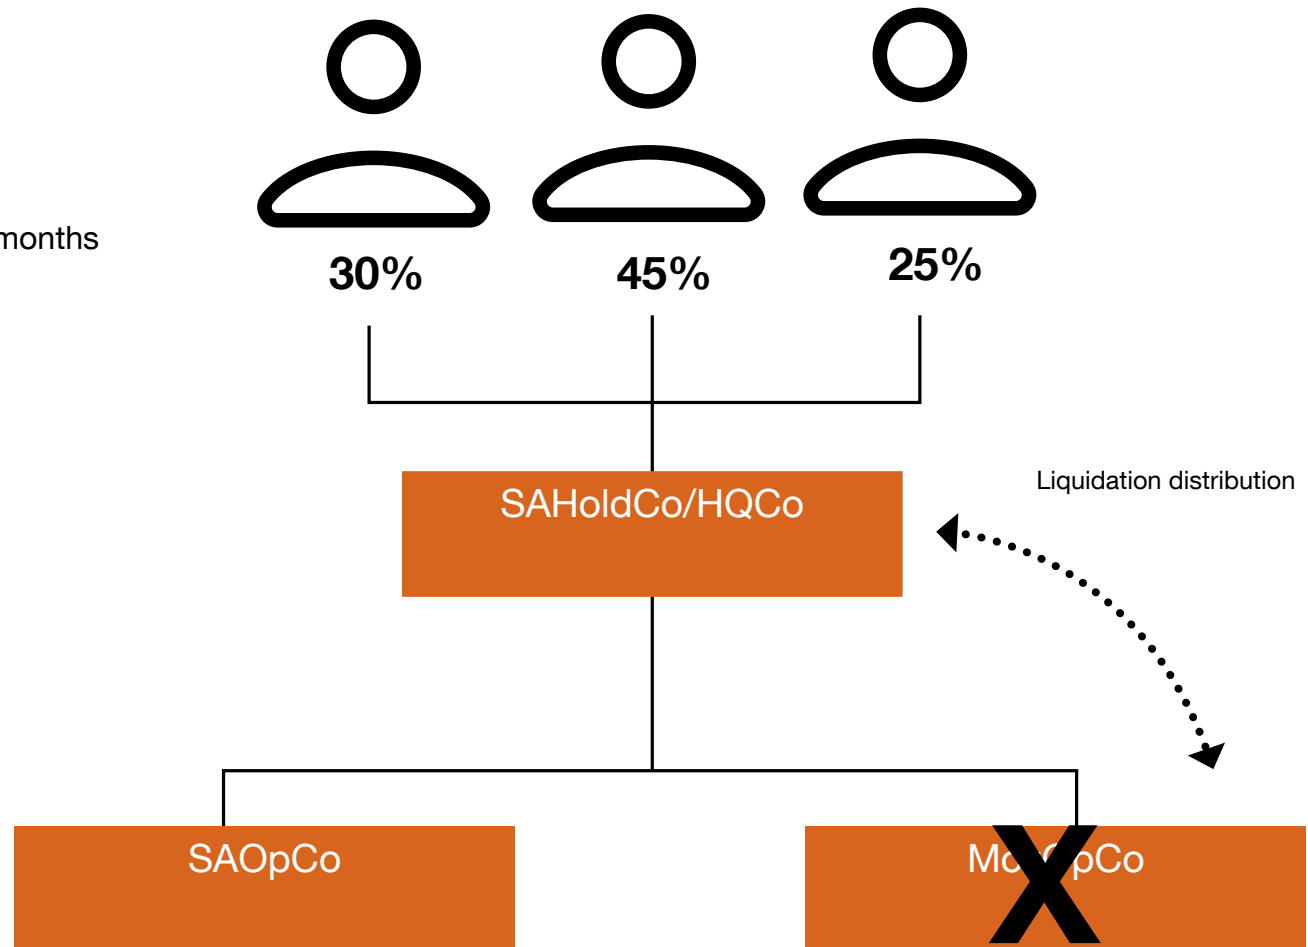 months
30%
45%
25%
SAHoldCo/HQCo
Liquidation distribution
SAOpCo
X